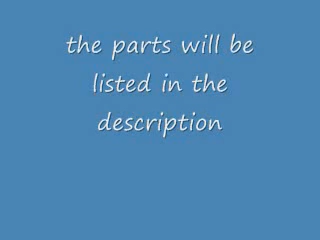 the parts will be
listed in the
description